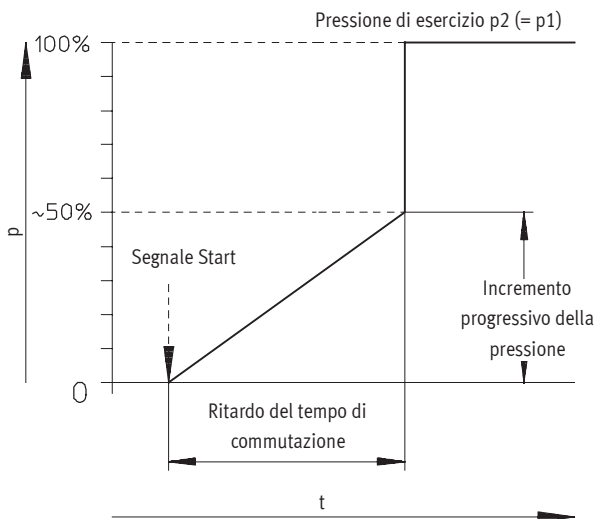 Pressione di esercizio p2 (= p1)
100%
~50%
p
Segnale Start
Incremento
progressivo della
pressione
0
Ritardo del tempo di
commutazione
t